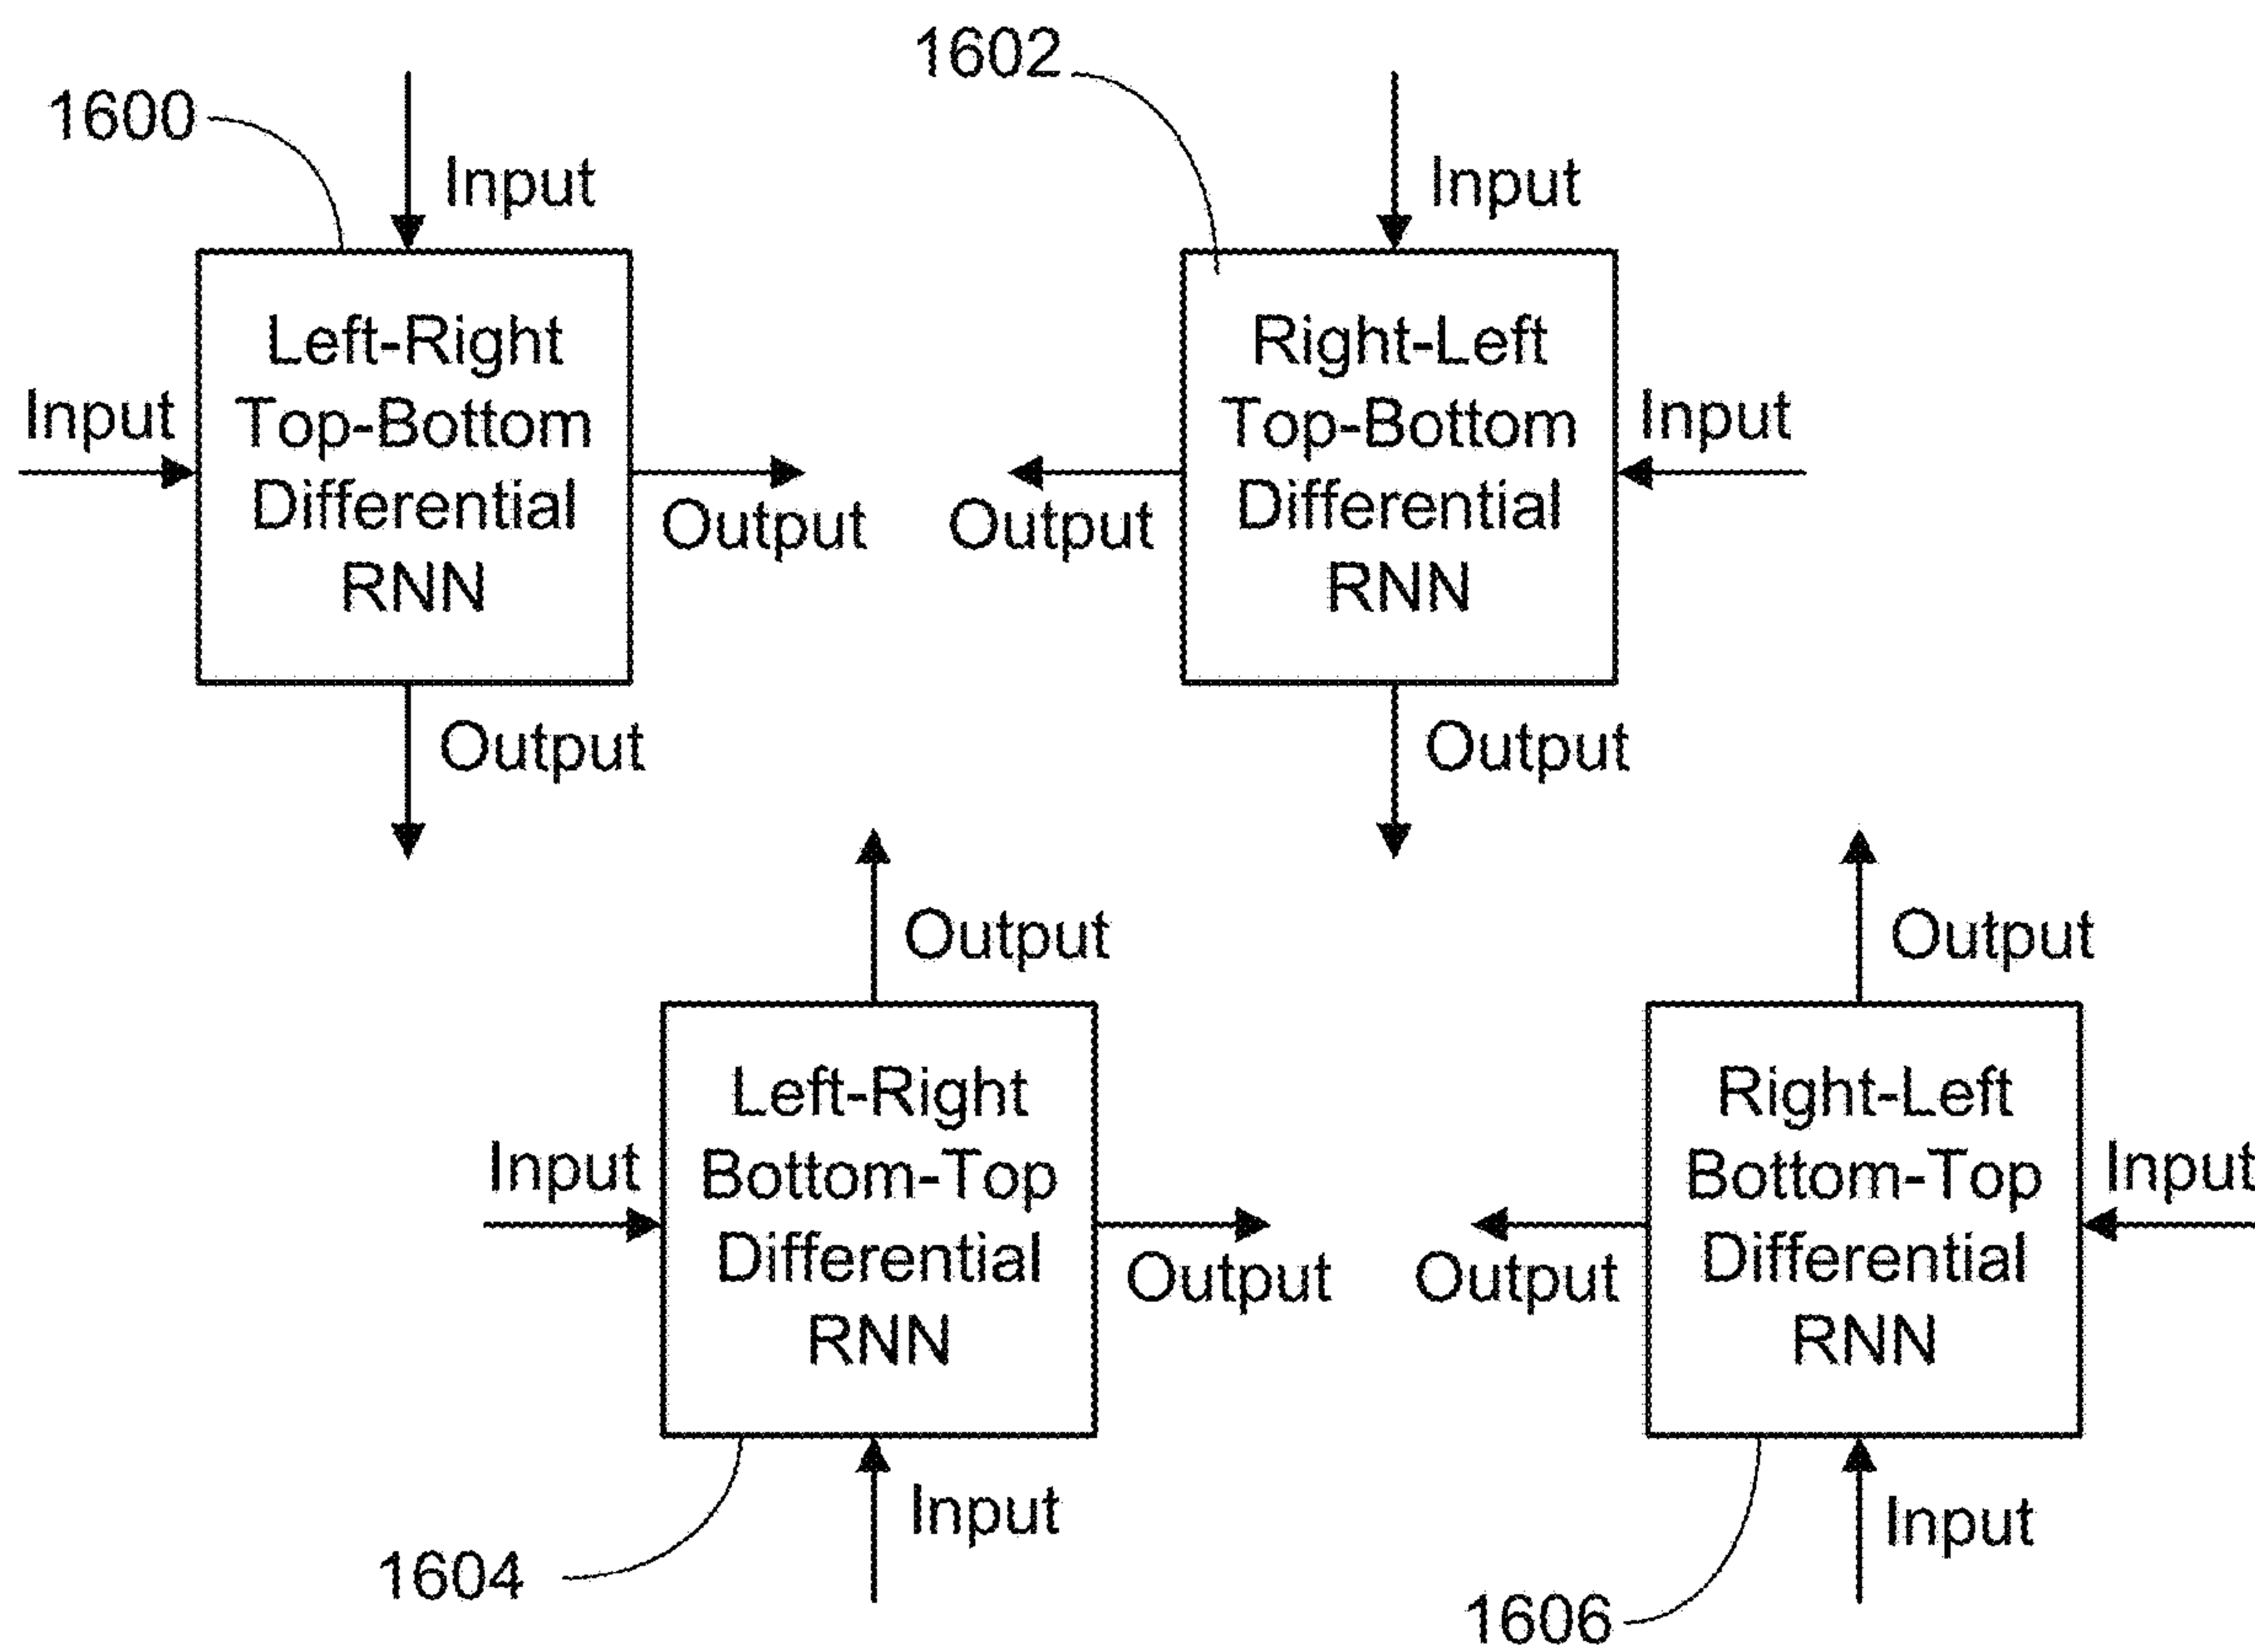 1602
1600
Input
Input
Left-Right
Top-Bottom
Differential
RNN
Input
Output
Output
Right-Left
Top-Bottom
Differential
RNN
Input
Output
Output
Output
Left-Right
Bottom-Top
Differential
RNN
Input
Output
Input
1604
Output
Right-Left
Bottom-Top
Differential
RNN
Input
Output
Input
1606